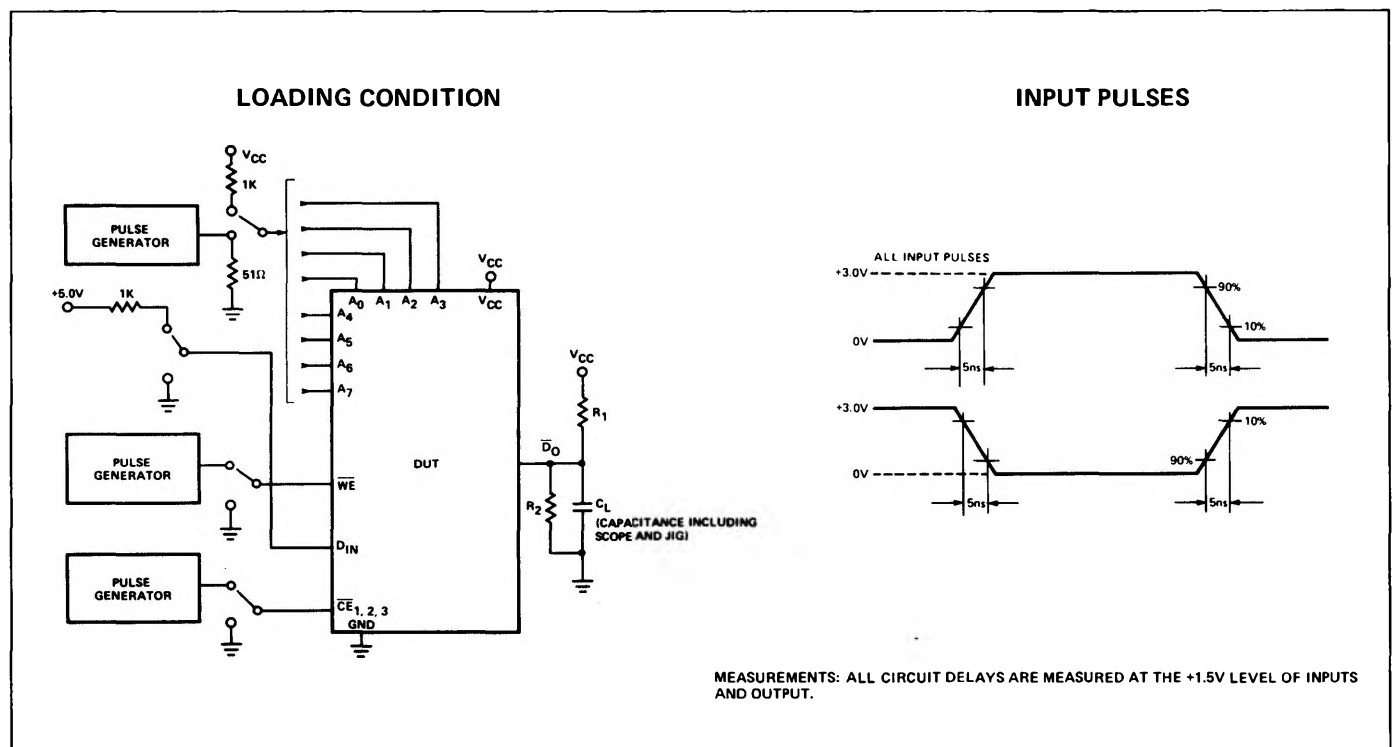 LOADING CONDITION
INPUT PULSES
VCC
1K
PULSE
GENERATOR
51Ω
+5.0V
1K
A0 A1 A2 A3
VCC
VCC
A4
A5
A6
A7
DUT
PULSE
GENERATOR
WE
DIN
PULSE
GENERATOR
CE1, 2, 3
GND
VCC
R1
DO
R2
CL
(CAPACITANCE INCLUDING
SCOPE AND JIG)
ALL INPUT PULSES
+3.0V
90%
10%
0V
5ns
5ns
+3.0V
10%
90%
0V
5ns
5ns
MEASUREMENTS: ALL CIRCUIT DELAYS ARE MEASURED AT THE +1.5V LEVEL OF INPUTS
AND OUTPUT.